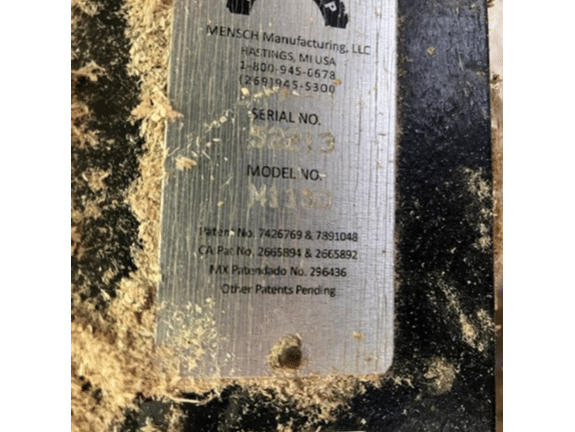 MENSCH Manufacturing, LLC
HASTINGS, MI USA
1-800-945-0678
(269)945-5300
SERIAL NO.
MODEL NO.
Patent No. 7426769 & 7891048
CA Pat No. 2665894 & 2665892
MX Patendado No. 296436
Other Patents Pending